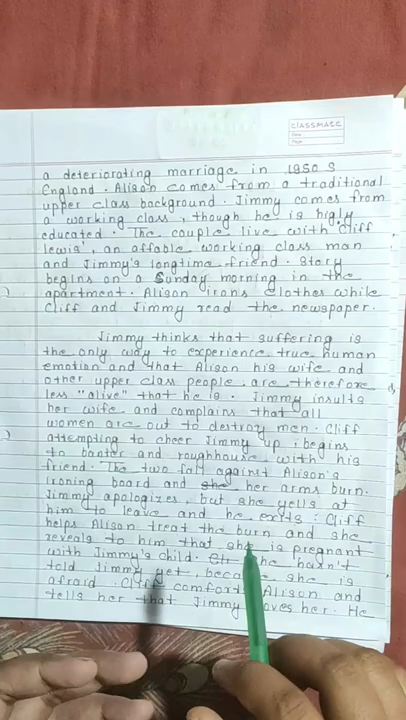 CLASSMATE
Date
Page
a deteriorating marriage in 1950 s
England. Alison comes from a traditional
upper class background. Jimmy comes from
a working class, though he is higly
educated. The couple live with Cliff
lewis', an affable working class man
and Jimmy's longtime friend. Story
begins on a Sunday morning in the
apartment. Alison irons clothes while
Cliff and Jimmy read the newspaper.
Jimmy thinks that suffering is
the only way to experience true human
emotion and that Alison his wife and
other upper class people are therefore
less "alive" that he is. Jimmy insults
her wife and complains that all
women are out to destroy men. Cliff
attempting to cheer Jimmy up, begins
to banter and roughhouse with his
friend. The two fall against Alison's
Ironing board and she her arms burn.
Jimmy apologizes, but she yells at
him to leave and he exits. Cliff
helps Alison treat the burn and she
reveals to him that she is pregnant
with Jimmy's child. She hasn't
told Jimmy yet, because she is
afraid. Cliff comforts Alison and
tells her that Jimmy loves her. He